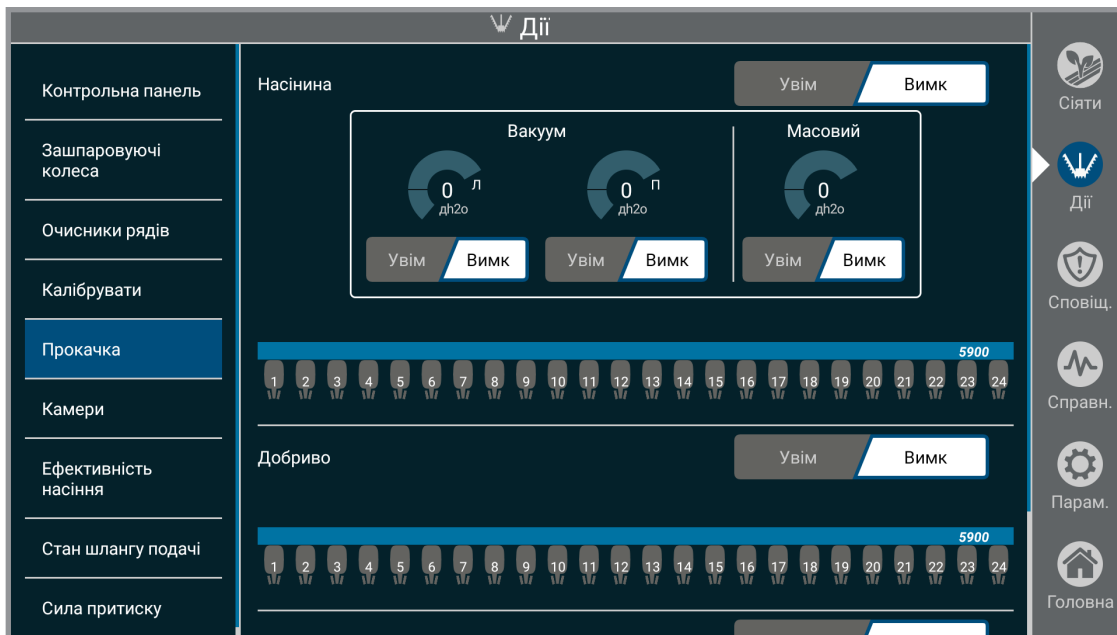 Дії
Контрольна панель
Зашпаровуючі
колеса
Очисники рядів
Калібрувати
Прокачка
Камери
Ефективність
насіння
Стан шлангу подачі
Сила притиску
Насінина
Увім Вимк
Вакуум
Масовий
0 Л
дh2o
0 П
дh2o
0
дh2o
Увім Вимк
Увім Вимк
Увім Вимк
5900
1 2 3 4 5 6 7 8 9 10 11 12 13 14 15 16 17 18 19 20 21 22 23 24
Добриво
Увім Вимк
5900
1 2 3 4 5 6 7 8 9 10 11 12 13 14 15 16 17 18 19 20 21 22 23 24
Сіяти
Дії
Сповіщ.
Справн.
Парам.
Головна